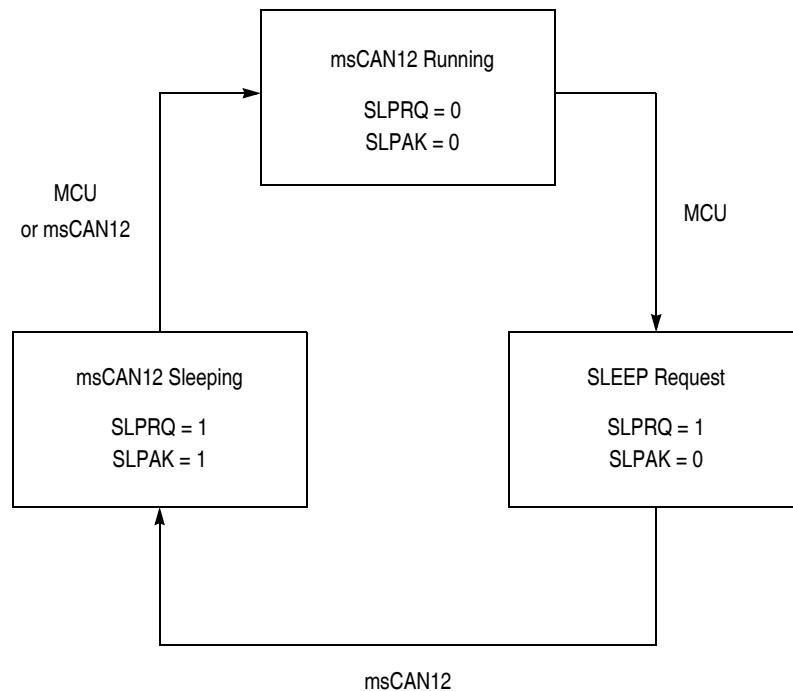 msCAN12 Running
SLPRQ = 0
SLPAK = 0
MCU
or msCAN12
MCU
msCAN12 Sleeping
SLPRQ = 1
SLPAK = 1
SLEEP Request
SLPRQ = 1
SLPAK = 0
msCAN12